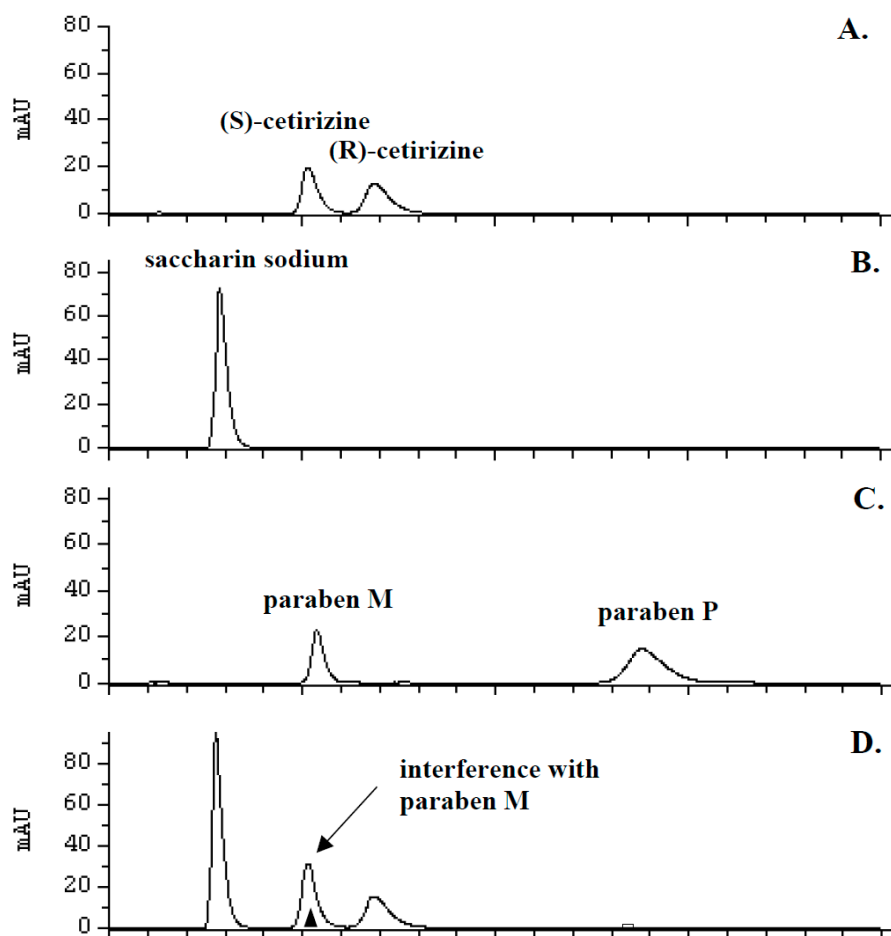 A.
80
60
40
20
0
mAU
(S)-cetirizine
(R)-cetirizine
B.
saccharin sodium
80
60
40
20
0
mAU
C.
80
60
40
20
0
mAU
paraben M
paraben P
D.
80
60
40
20
0
mAU
interference with
paraben M